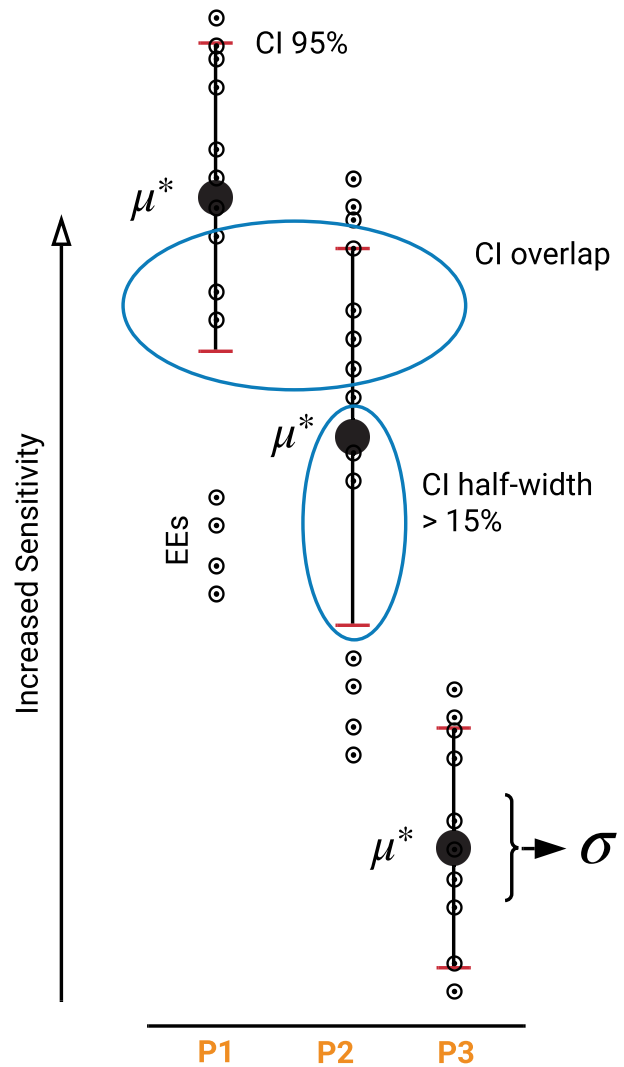 CI 95%
μ*
CI overlap
μ*
CI half-width
> 15%
EEs
Increased Sensitivity
μ*
σ
P1 P2 P3